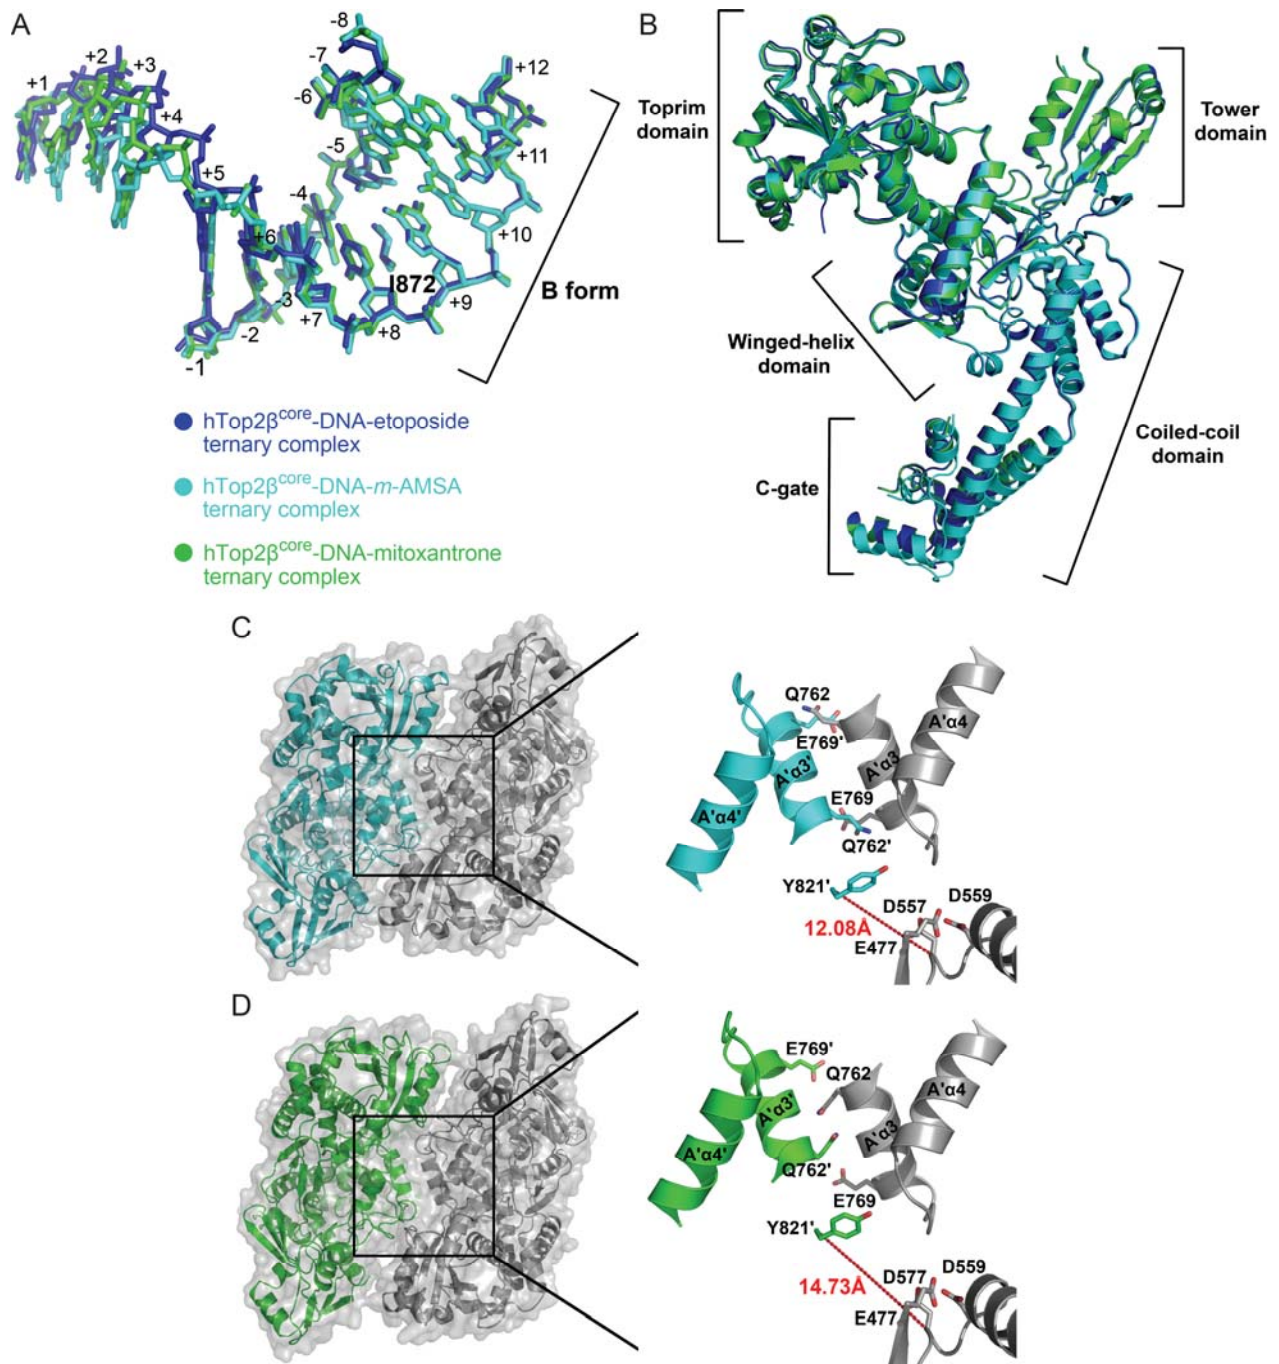 A
-8
+1
+2
+3
-7
+12
+4
-6
+5
-5
+11
-4
+6
+10
I872
+9
B form
-3
+7
-2
+8
-1
hTop2βcore-DNA-etoposide
ternary complex
hTop2βcore-DNA-m-AMSA
ternary complex
hTop2βcore-DNA-mitoxantrone
ternary complex
B
Toprim
domain
Tower
domain
Winged-helix
domain
Coiled-coil
domain
C-gate
C
Q762
E769'
A'α4
A'α3'
A'α3
A'α4'
E769
Q762'
Y821'
D557
D559
12.08Å
E477
D
E769'
Q762
A'α4
A'α3'
A'α3
A'α4'
Q762'
E769
Y821'
D577
D559
14.73Å
E477